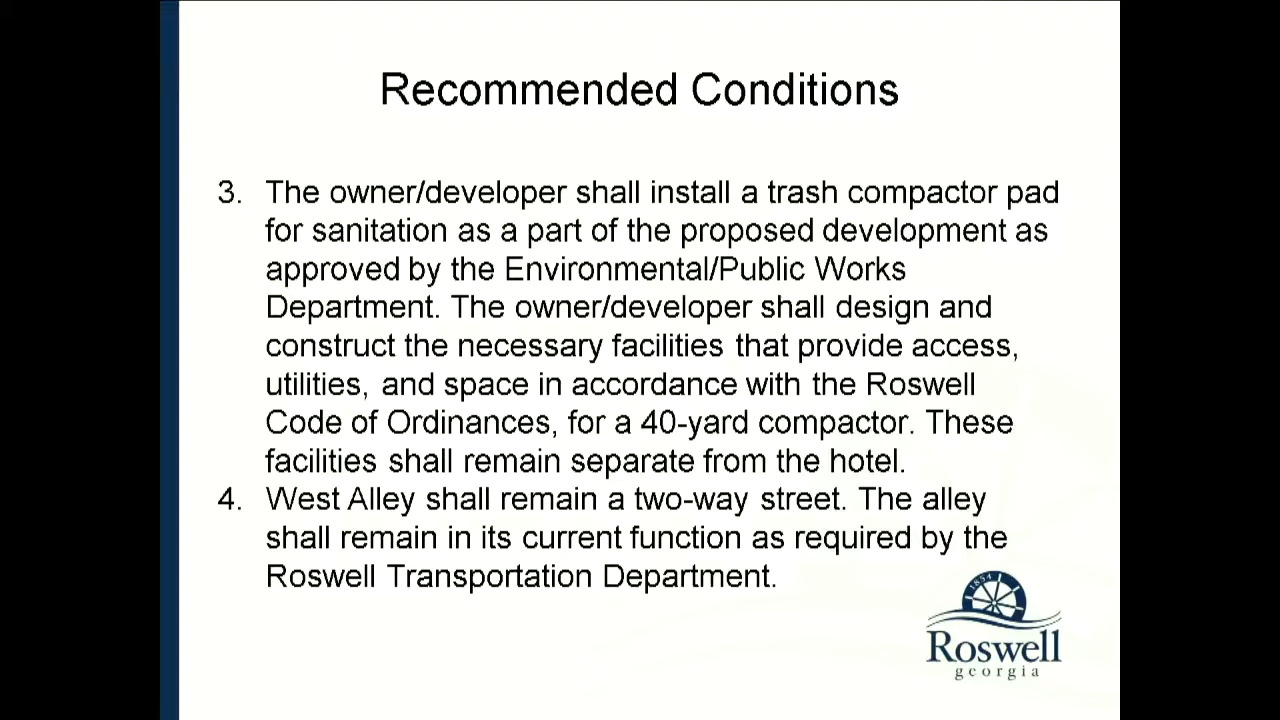 Recommended Conditions
3. The owner/developer shall install a trash compactor pad
for sanitation as a part of the proposed development as
approved by the Environmental/Public Works
Department. The owner/developer shall design and
construct the necessary facilities that provide access,
utilities, and space in accordance with the Roswell
Code of Ordinances, for a 40-yard compactor. These
facilities shall remain separate from the hotel.
4. West Alley shall remain a two-way street. The alley
shall remain in its current function as required by the
Roswell Transportation Department.
1854
Roswell
georgia